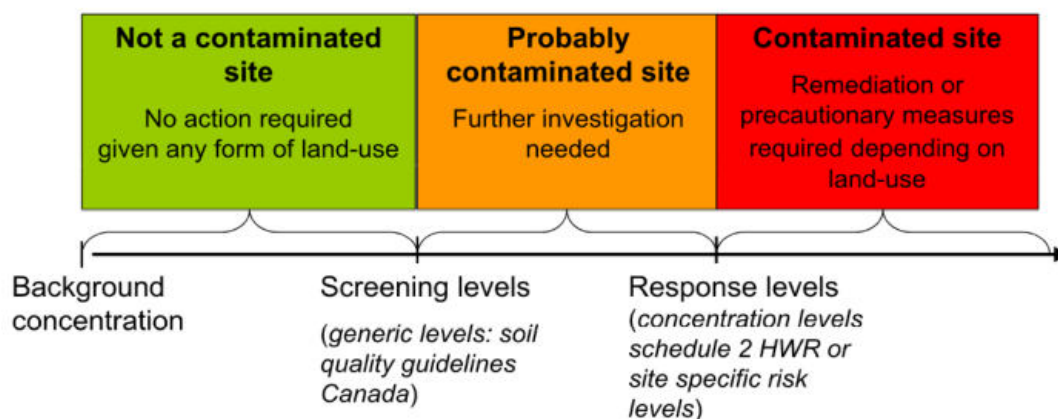 Not a contaminated
site
No action required
given any form of land-use
Probably
contaminated site
Further investigation
needed
Contaminated site
Remediation or
precautionary measures
required depending on
land-use
Background
concentration
Screening levels
(generic levels: soil
quality guidelines
Canada)
Response levels
(concentration levels
schedule 2 HWR or
site specific risk
levels)